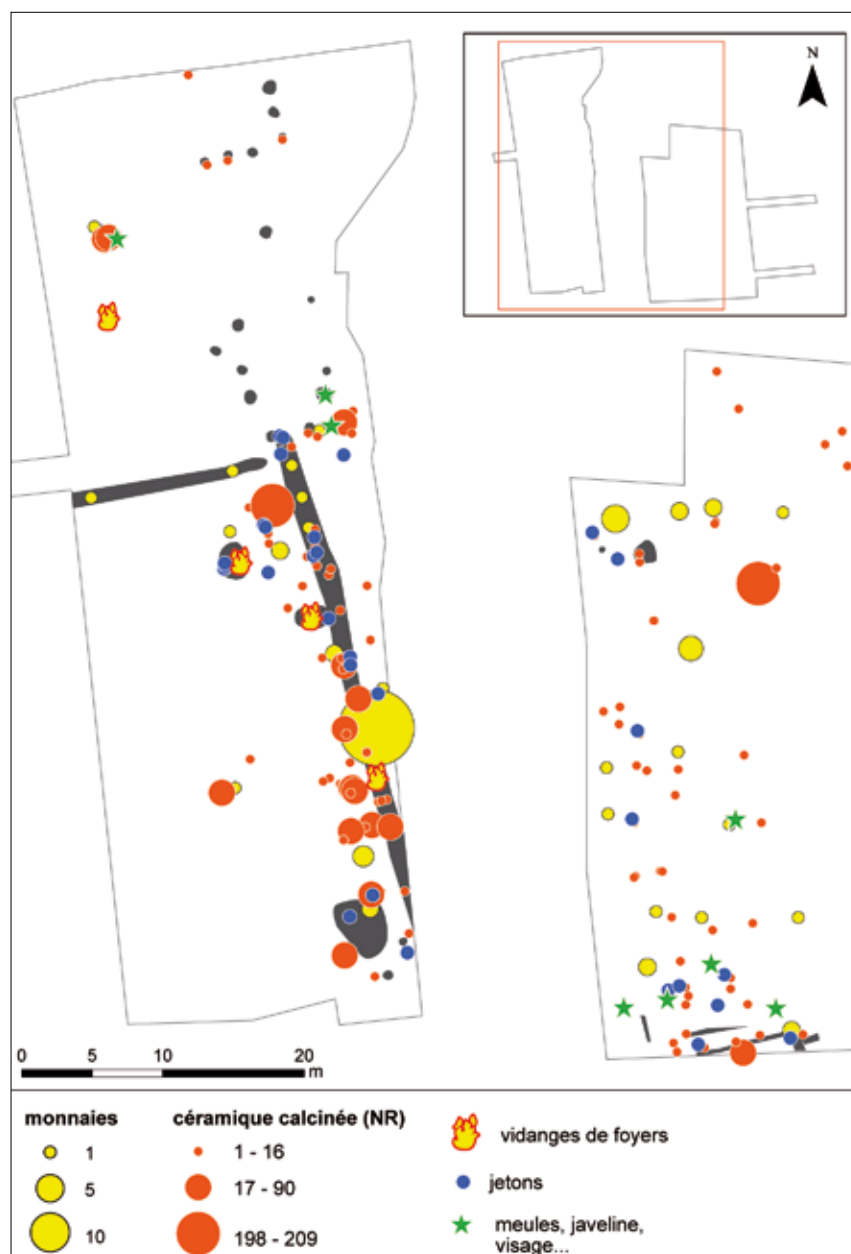 N
0 5 10 20
m
monnaies
1
5
10
céramique calcinée (NR)
1 - 16
17 - 90
198 - 209
vidanges de foyers
jetons
meules, javeline,
visage...